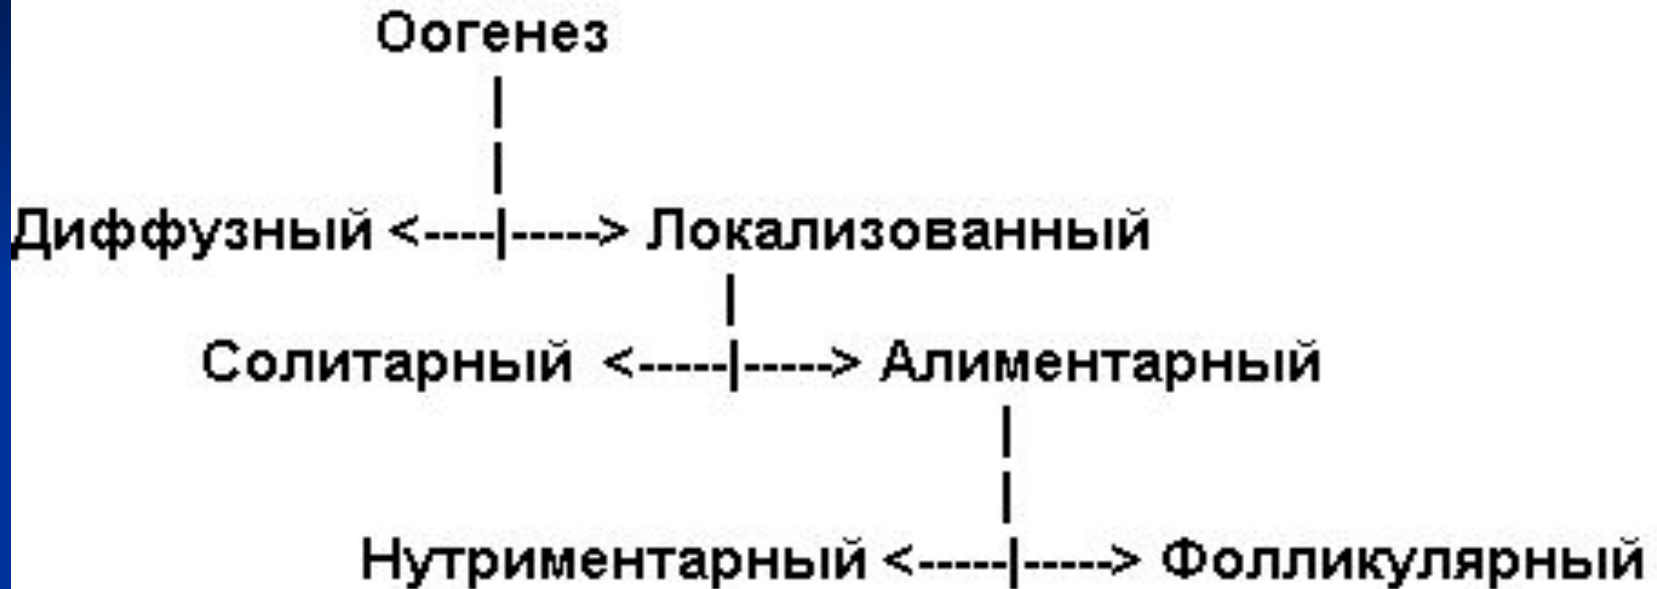 Оогенез
|
|
Диффузный <----|-----> Локализованный
|
Солитарный <-----|-----> Алиментарный
|
|
Нутриментарный <-----|-----> Фолликулярный